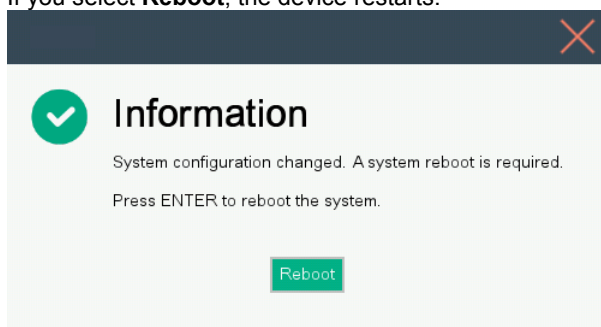 If you select Reboot, the device restarts.
Information
System configuration changed. A system reboot is required.
Press ENTER to reboot the system.
Reboot